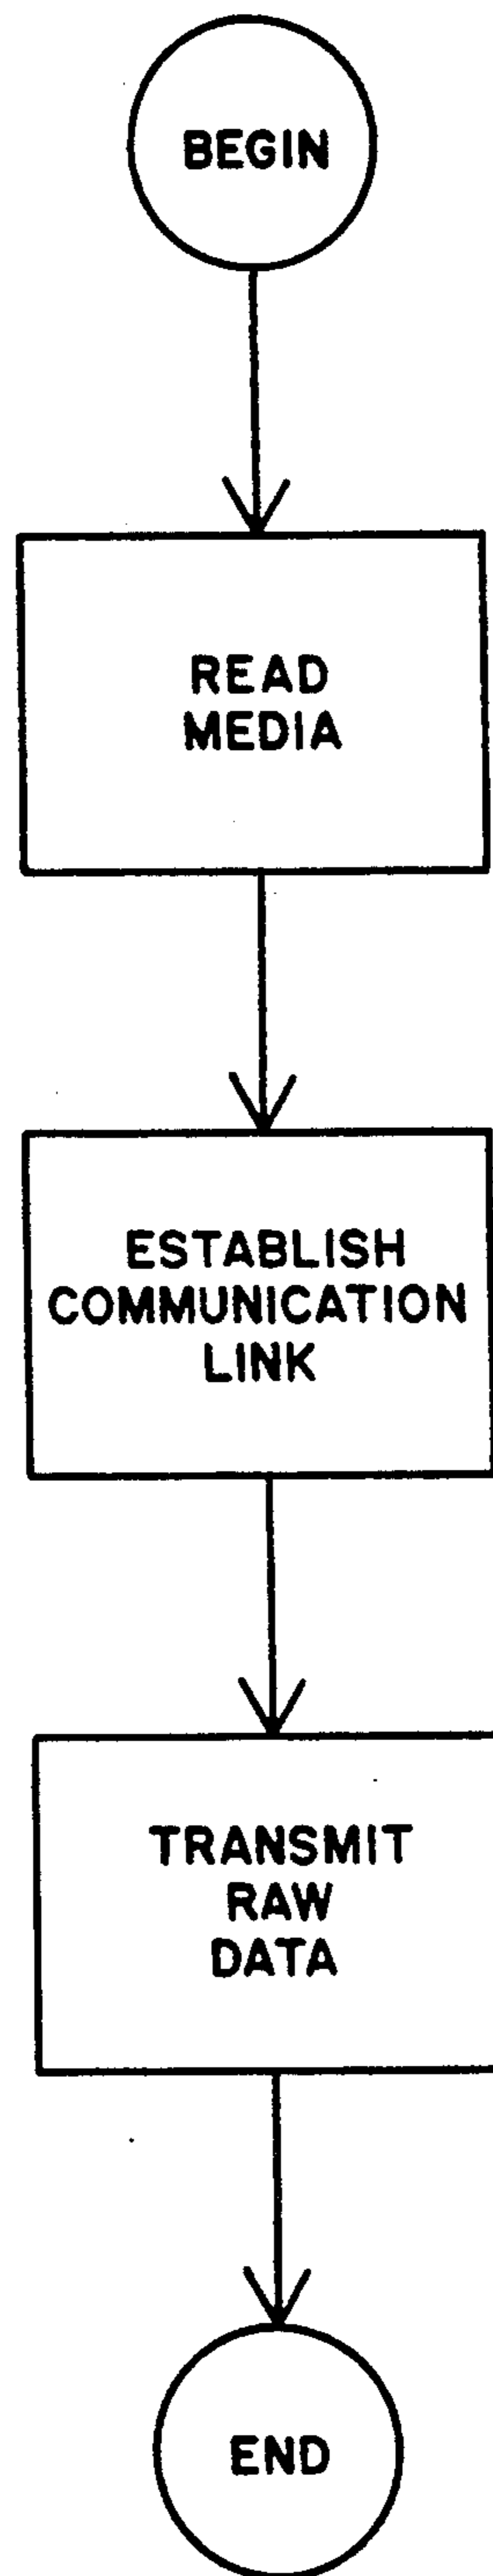 BEGIN
READ
MEDIA
ESTABLISH
COMMUNICATION
LINK
TRANSMIT
RAW
DATA
END